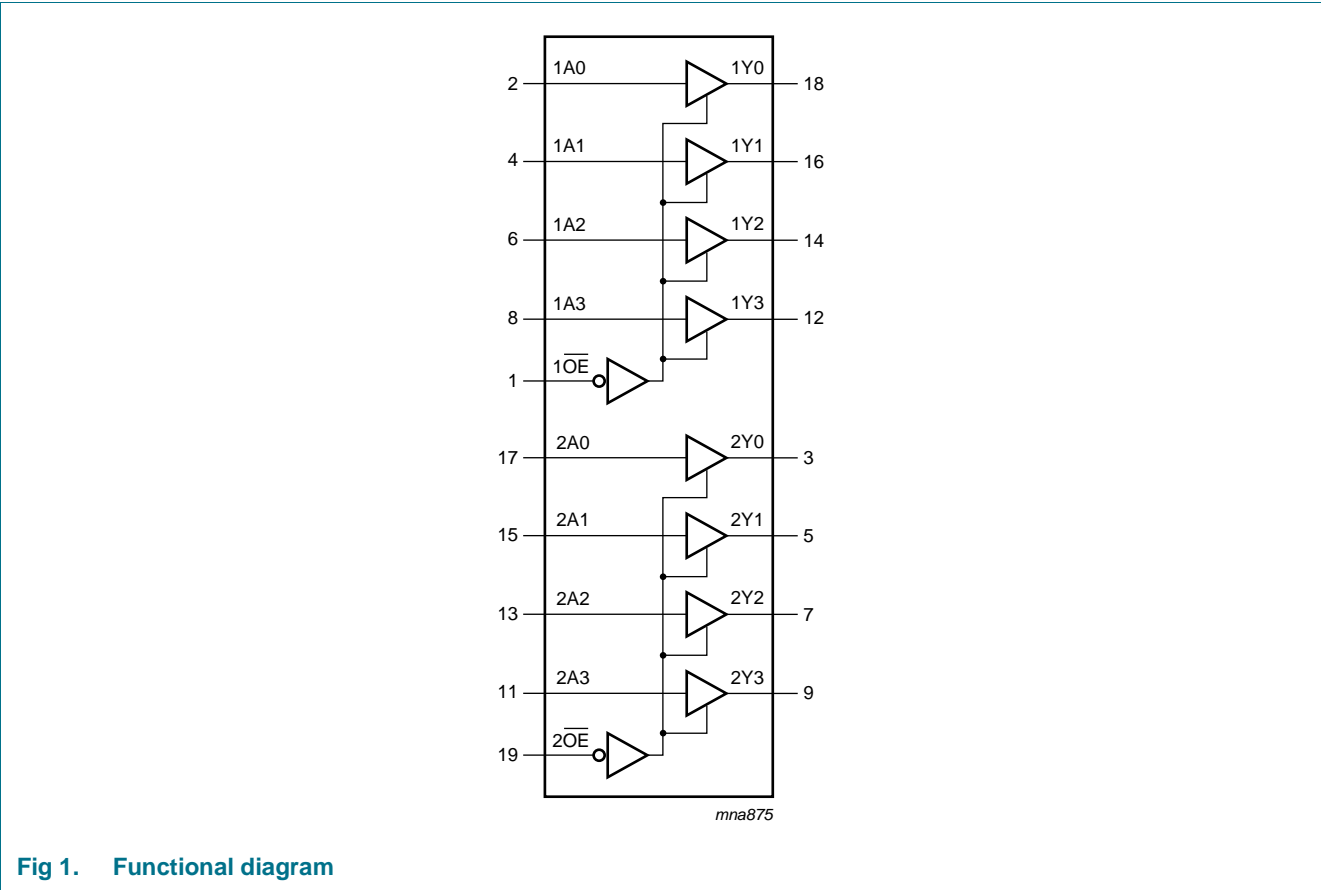 2 1A0 1Y0 18
4 1A1 1Y1 16
6 1A2 1Y2 14
8 1A3 1Y3 12
1 1O̅E̅
17 2A0 2Y0 3
15 2A1 2Y1 5
13 2A2 2Y2 7
11 2A3 2Y3 9
19 2O̅E̅
mna875
Fig 1. Functional diagram